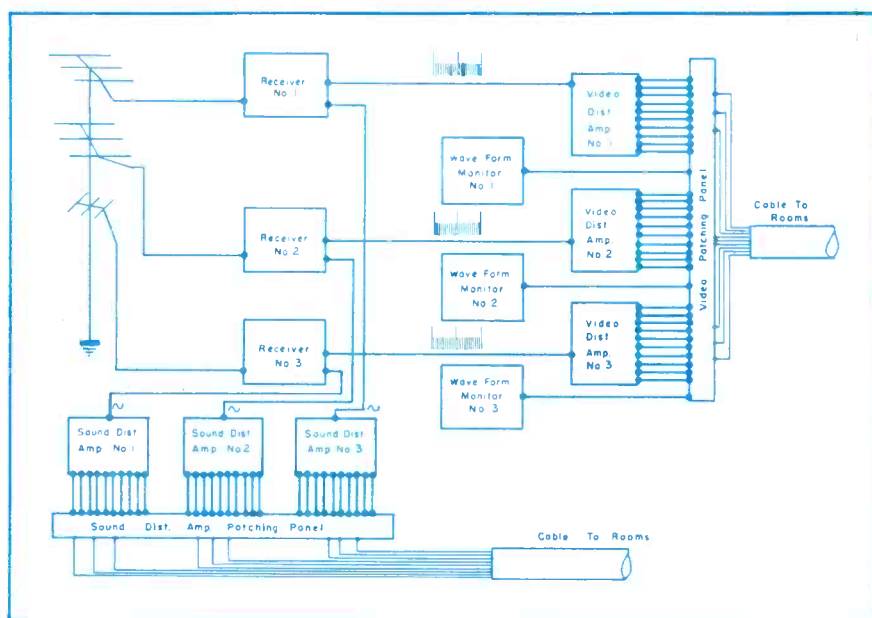 Receiver
No. 1
Video
Dist
Amp.
No. 1
Wave Form
Monitor
No. 1
Receiver
No. 2
Video
Dist
Amp.
No. 2
Wave Form
Monitor
No. 2
Receiver
No. 3
Video
Dist
Amp.
No. 3
Wave Form
Monitor
No. 3
Video Patching Panel
Cable To
Rooms
Sound Dist
Amp No. 1
Sound Dist
Amp. No. 2
Sound Dist
Amp No. 3
Sound Dist. Amp Patching Panel
Cable To Rooms